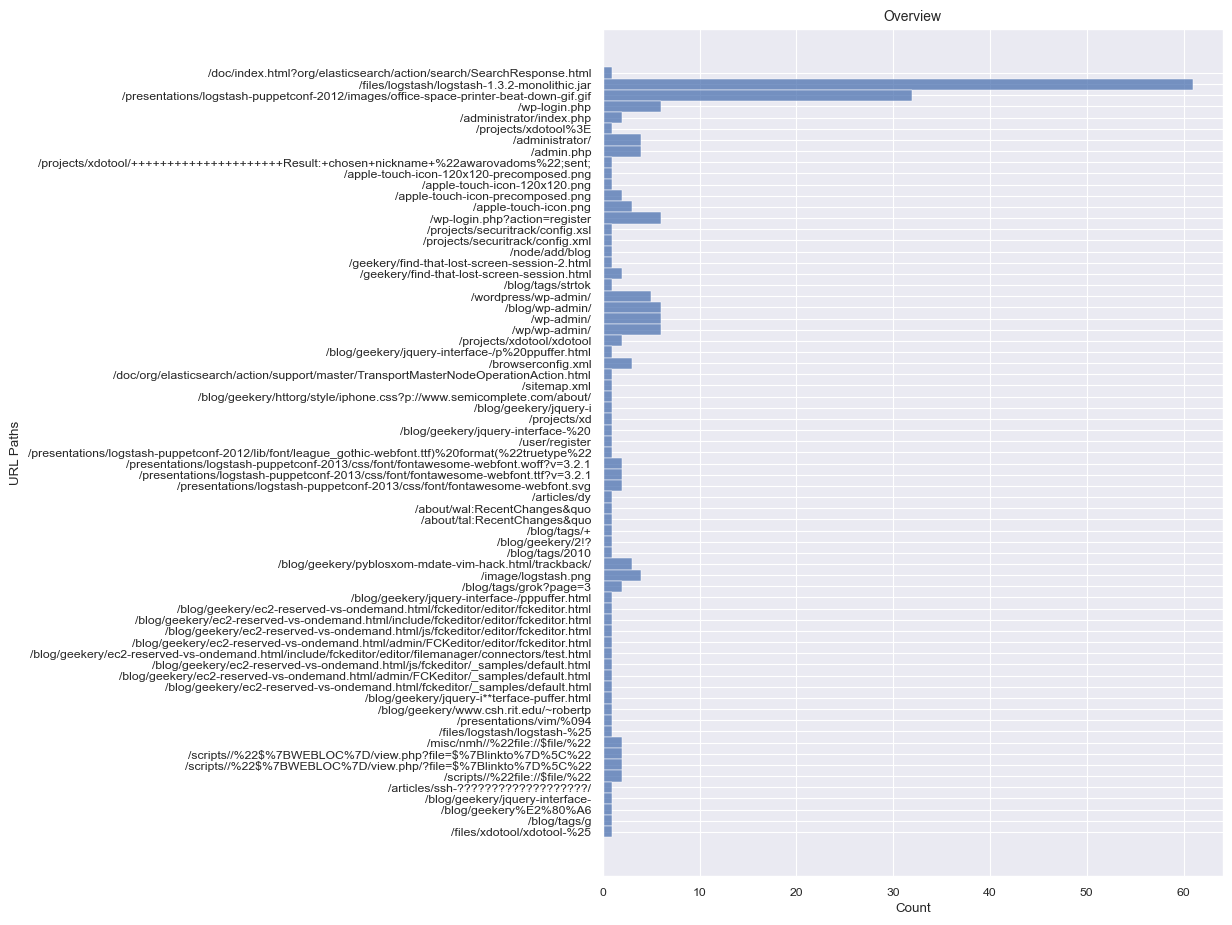 Overview
/doc/index.html?org/elasticsearch/action/search/SearchResponse.html
/files/logstash/logstash-1.3.2-monolithic.jar
/presentations/logstash-puppetconf-2012/images/office-space-printer-beat-down-gif.gif
/wp-login.php
/administrator/index.php
/projects/xdotool%3E
/administrator/
/admin.php
/projects/xdotool/+++++++++++++++++++++Result:+chosen+nickname+%22awarovadoms%22;sent;
/apple-touch-icon-120x120-precomposed.png
/apple-touch-icon-120x120.png
/apple-touch-icon-precomposed.png
/apple-touch-icon.png
/wp-login.php?action=register
/projects/securitrack/config.xsl
/projects/securitrack/config.xml
/node/add/blog
/geekery/find-that-lost-screen-session-2.html
/geekery/find-that-lost-screen-session.html
/blog/tags/strtok
/wordpress/wp-admin/
/blog/wp-admin/
/wp-admin/
/wp/wp-admin/
/projects/xdotool/xdotool
/blog/geekery/jquery-interface-/p%20ppuffer.html
/browserconfig.xml
/doc/org/elasticsearch/action/support/master/TransportMasterNodeOperationAction.html
/sitemap.xml
/blog/geekery/httorg/style/iphone.css?p://www.semicomplete.com/about/
/blog/geekery/jquery-i
/projects/xd
/blog/geekery/jquery-interface-%20
/user/register
/presentations/logstash-puppetconf-2012/lib/font/league_gothic-webfont.ttf)%20format(%22truetype%22
/presentations/logstash-puppetconf-2013/css/font/fontawesome-webfont.woff?v=3.2.1
/presentations/logstash-puppetconf-2013/css/font/fontawesome-webfont.ttf?v=3.2.1
/presentations/logstash-puppetconf-2013/css/font/fontawesome-webfont.svg
/articles/dy
/about/wal:RecentChanges&quo
/about/tal:RecentChanges&quo
/blog/tags/+
/blog/geekery/2!?
/blog/tags/2010
/blog/geekery/pyblosxom-mdate-vim-hack.html/trackback/
/image/logstash.png
/blog/tags/grok?page=3
/blog/geekery/jquery-interface-/pppuffer.html
/blog/geekery/ec2-reserved-vs-ondemand.html/fckeditor/editor/fckeditor.html
/blog/geekery/ec2-reserved-vs-ondemand.html/include/fckeditor/editor/fckeditor.html
/blog/geekery/ec2-reserved-vs-ondemand.html/js/fckeditor/editor/fckeditor.html
/blog/geekery/ec2-reserved-vs-ondemand.html/admin/FCKeditor/editor/fckeditor.html
/blog/geekery/ec2-reserved-vs-ondemand.html/include/fckeditor/editor/filemanager/connectors/test.html
/blog/geekery/ec2-reserved-vs-ondemand.html/js/fckeditor/_samples/default.html
/blog/geekery/ec2-reserved-vs-ondemand.html/admin/FCKeditor/_samples/default.html
/blog/geekery/ec2-reserved-vs-ondemand.html/fckeditor/_samples/default.html
/blog/geekery/jquery-i**terface-puffer.html
/blog/geekery/www.csh.rit.edu/~robertp
/presentations/vim/%094
/files/logstash/logstash-%25
/misc/nmh//%22file://$file/%22
/scripts//%22$%7BWEBLOC%7D/view.php?file=$%7Blinkto%7D%5C%22
/scripts//%22$%7BWEBLOC%7D/view.php/?file=$%7Blinkto%7D%5C%22
/scripts//%22file://$file/%22
/articles/ssh-???????????????????/
/blog/geekery/jquery-interface-
/blog/geekery%E2%80%A6
/blog/tags/g
/files/xdotool/xdotool-%25
URL Paths
0 10 20 30 40 50 60
Count